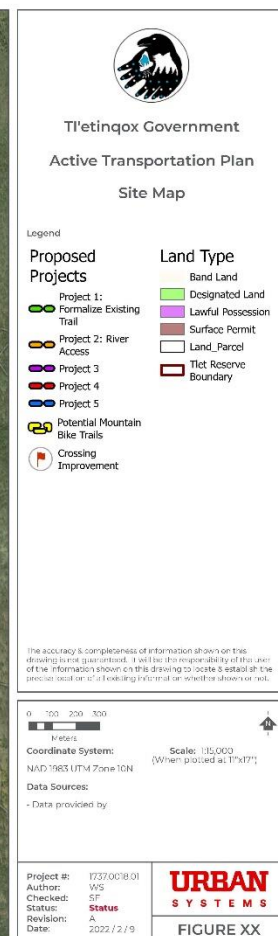 Tl'etinqox Government
Active Transportation Plan
Site Map
Legend
Proposed
Projects
Project 1:
Formalize Existing
Trail
Project 2: River
Access
Project 3
Project 4
Project 5
Potential Mountain
Bike Trails
Crossing
Improvement
Land Type
Band Land
Designated Land
Lawful Possession
Surface Permit
Land_Parcel
Tlet Reserve
Boundary
The accuracy & completeness of information shown on this
drawing is not guaranteed. It will be the responsibility of the user
of the information shown on this drawing to locate & establish the
precise location of all existing information whether shown or not.
0 100 200 300
Meters
N
Coordinate System:
NAD 1983 UTM Zone 10N
Scale: 1:15,000
(When plotted at 11"x17")
Data Sources:
- Data provided by
Project #: 1737.0018.01
Author: WS
Checked: SF
Status: Status
Revision: A
Date: 2022 / 2 / 9
URBAN
SYSTEMS
FIGURE XX